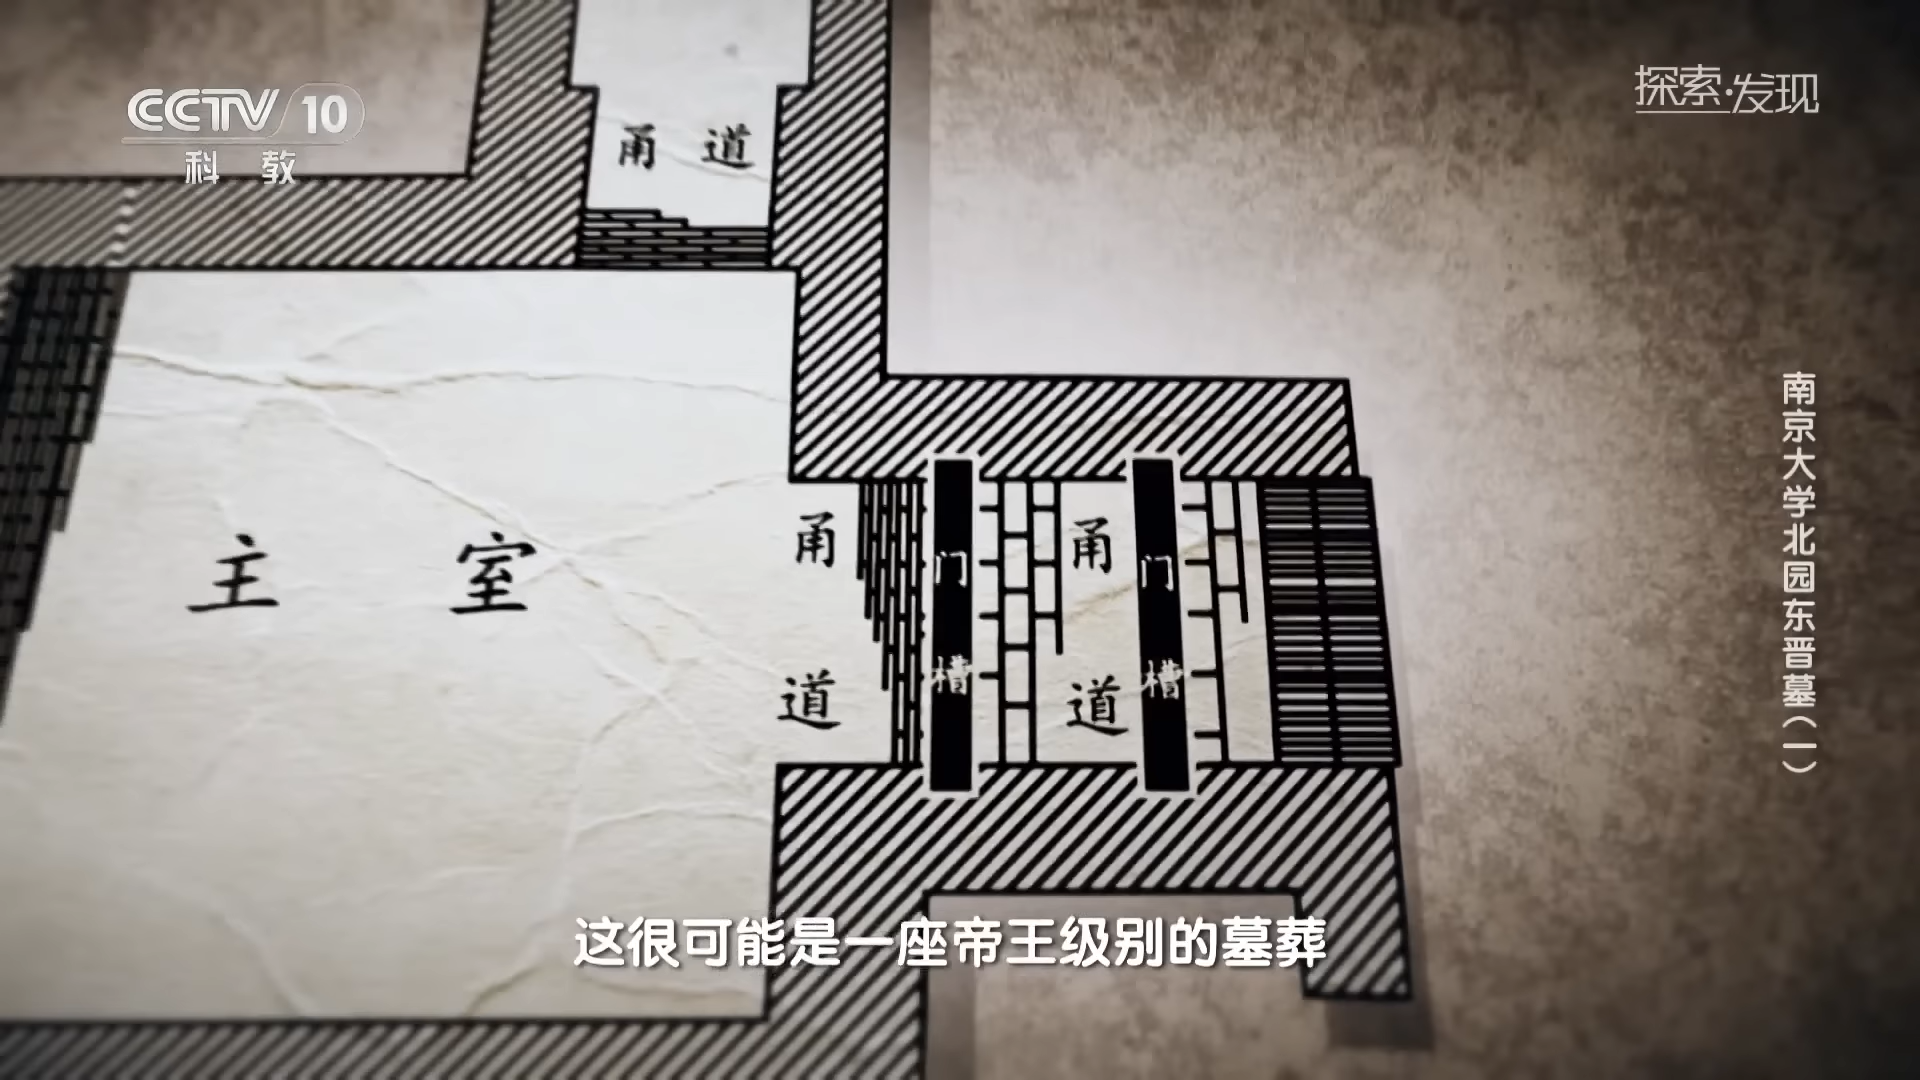 CCTV 10
科 教
探索·发现
甬 道
主 室
甬道
门槽
甬道
门槽
南京大学北园东晋墓（一）
这很可能是一座帝王级别的墓葬